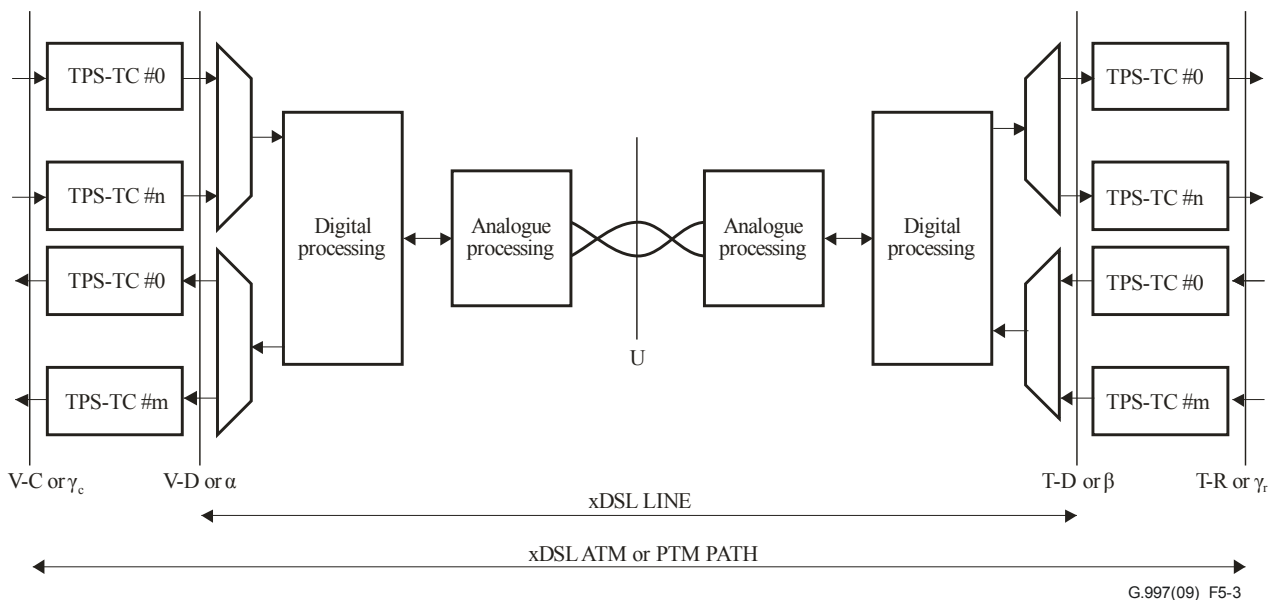 TPS-TC #0
TPS-TC #n
TPS-TC #0
TPS-TC #m
Digital
processing
Analogue
processing
U
Analogue
processing
Digital
processing
TPS-TC #0
TPS-TC #n
TPS-TC #0
TPS-TC #m
V-C or γc
V-D or α
T-D or β
T-R or γr
xDSL LINE
xDSL ATM or PTM PATH
G.997(09)_F5-3